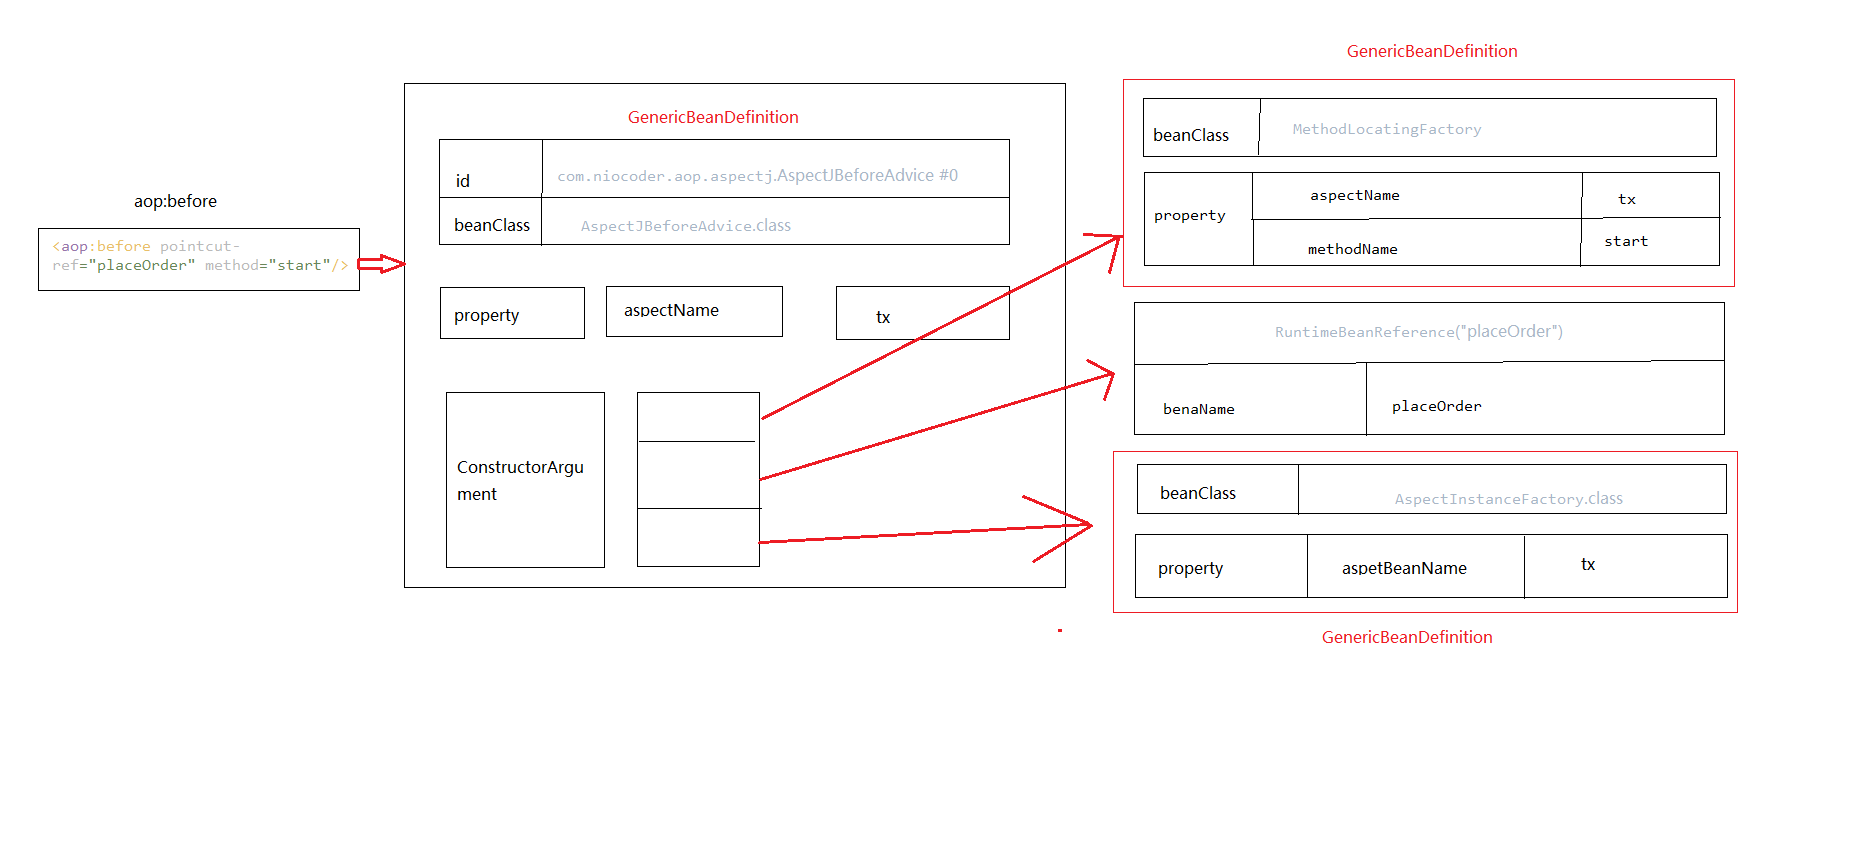 aop:before
<aop:before pointcut-
ref="placeOrder" method="start"/>
GenericBeanDefinition
id
com.niocoder.aop.aspectj.AspectJBeforeAdvice #0
beanClass
AspectJBeforeAdvice.class
property
aspectName
tx
ConstructorArgu
ment
GenericBeanDefinition
beanClass
MethodLocatingFactory
property
aspectName
tx
methodName
start
RuntimeBeanReference("placeOrder")
benaName
placeOrder
beanClass
AspectInstanceFactory.class
property
aspetBeanName
tx
GenericBeanDefinition